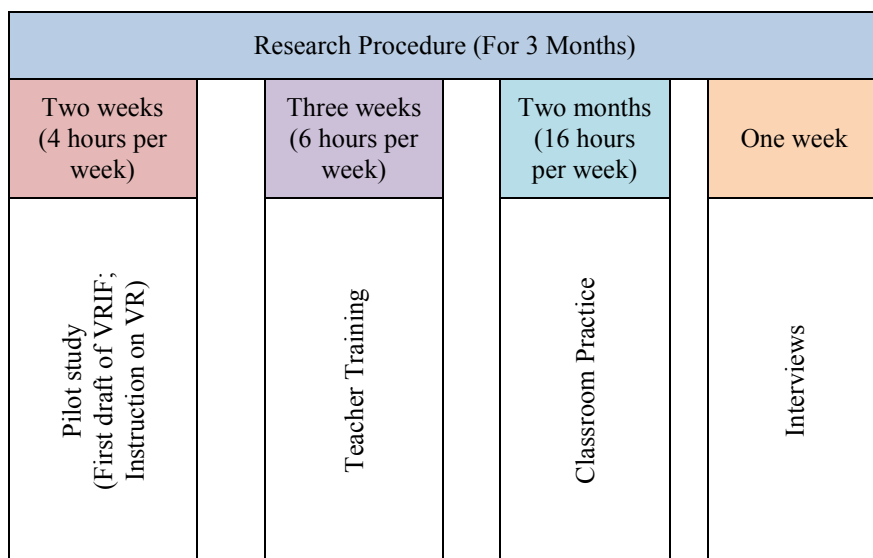 Research Procedure (For 3 Months)
Two weeks
(4 hours per
week)
Three weeks
(6 hours per
week)
Two months
(16 hours
per week)
One week
Pilot study
(First draft of VRIF;
Instruction on VR)
Teacher Training
Classroom Practice
Interviews